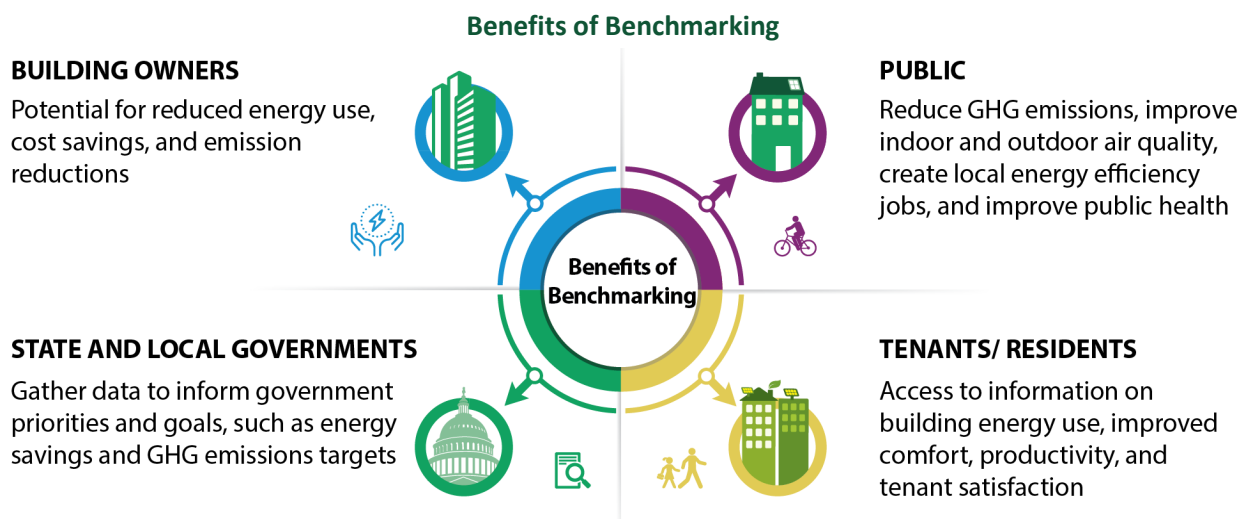 Benefits of Benchmarking
BUILDING OWNERS
Potential for reduced energy use,
cost savings, and emission
reductions
PUBLIC
Reduce GHG emissions, improve
indoor and outdoor air quality,
create local energy efficiency
jobs, and improve public health
Benefits of
Benchmarking
STATE AND LOCAL GOVERNMENTS
Gather data to inform government
priorities and goals, such as energy
savings and GHG emissions targets
TENANTS/ RESIDENTS
Access to information on
building energy use, improved
comfort, productivity, and
tenant satisfaction